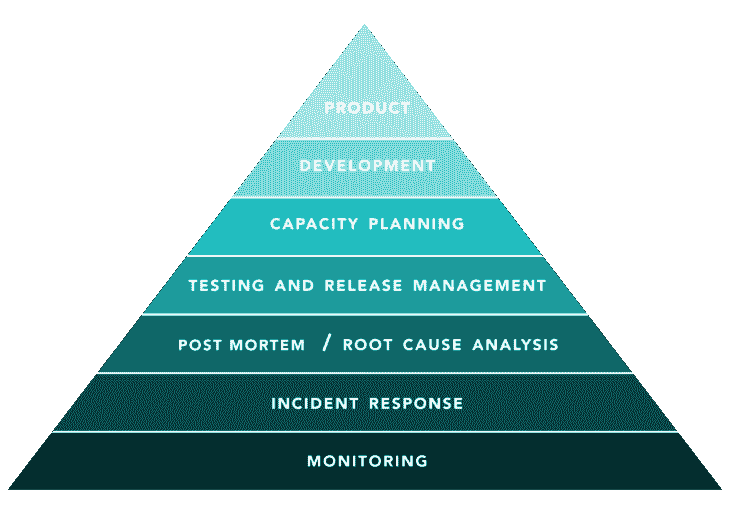 PRODUCT
DEVELOPMENT
CAPACITY PLANNING
TESTING AND RELEASE MANAGEMENT
POST MORTEM / ROOT CAUSE ANALYSIS
INCIDENT RESPONSE
MONITORING